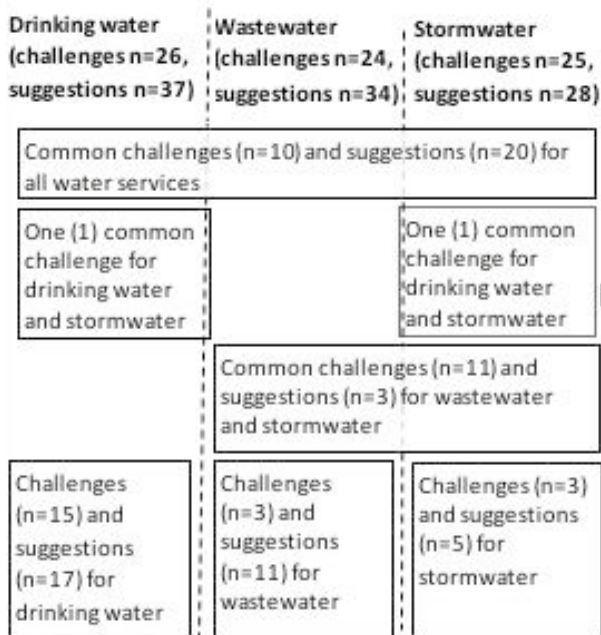 Drinking water
(challenges n=26,
suggestions n=37)
Wastewater
(challenges n=24,
suggestions n=34)
Stormwater
(challenges n=25,
suggestions n=28)
Common challenges (n=10) and suggestions (n=20) for
all water services
One (1) common
challenge for
drinking water
and stormwater
One (1) common
challenge for
drinking water
and stormwater
Common challenges (n=11) and
suggestions (n=3) for wastewater
and stormwater
Challenges
(n=15) and
suggestions
(n=17) for
drinking water
Challenges
(n=3) and
suggestions
(n=11) for
wastewater
Challenges (n=3)
and suggestions
(n=5) for
stormwater